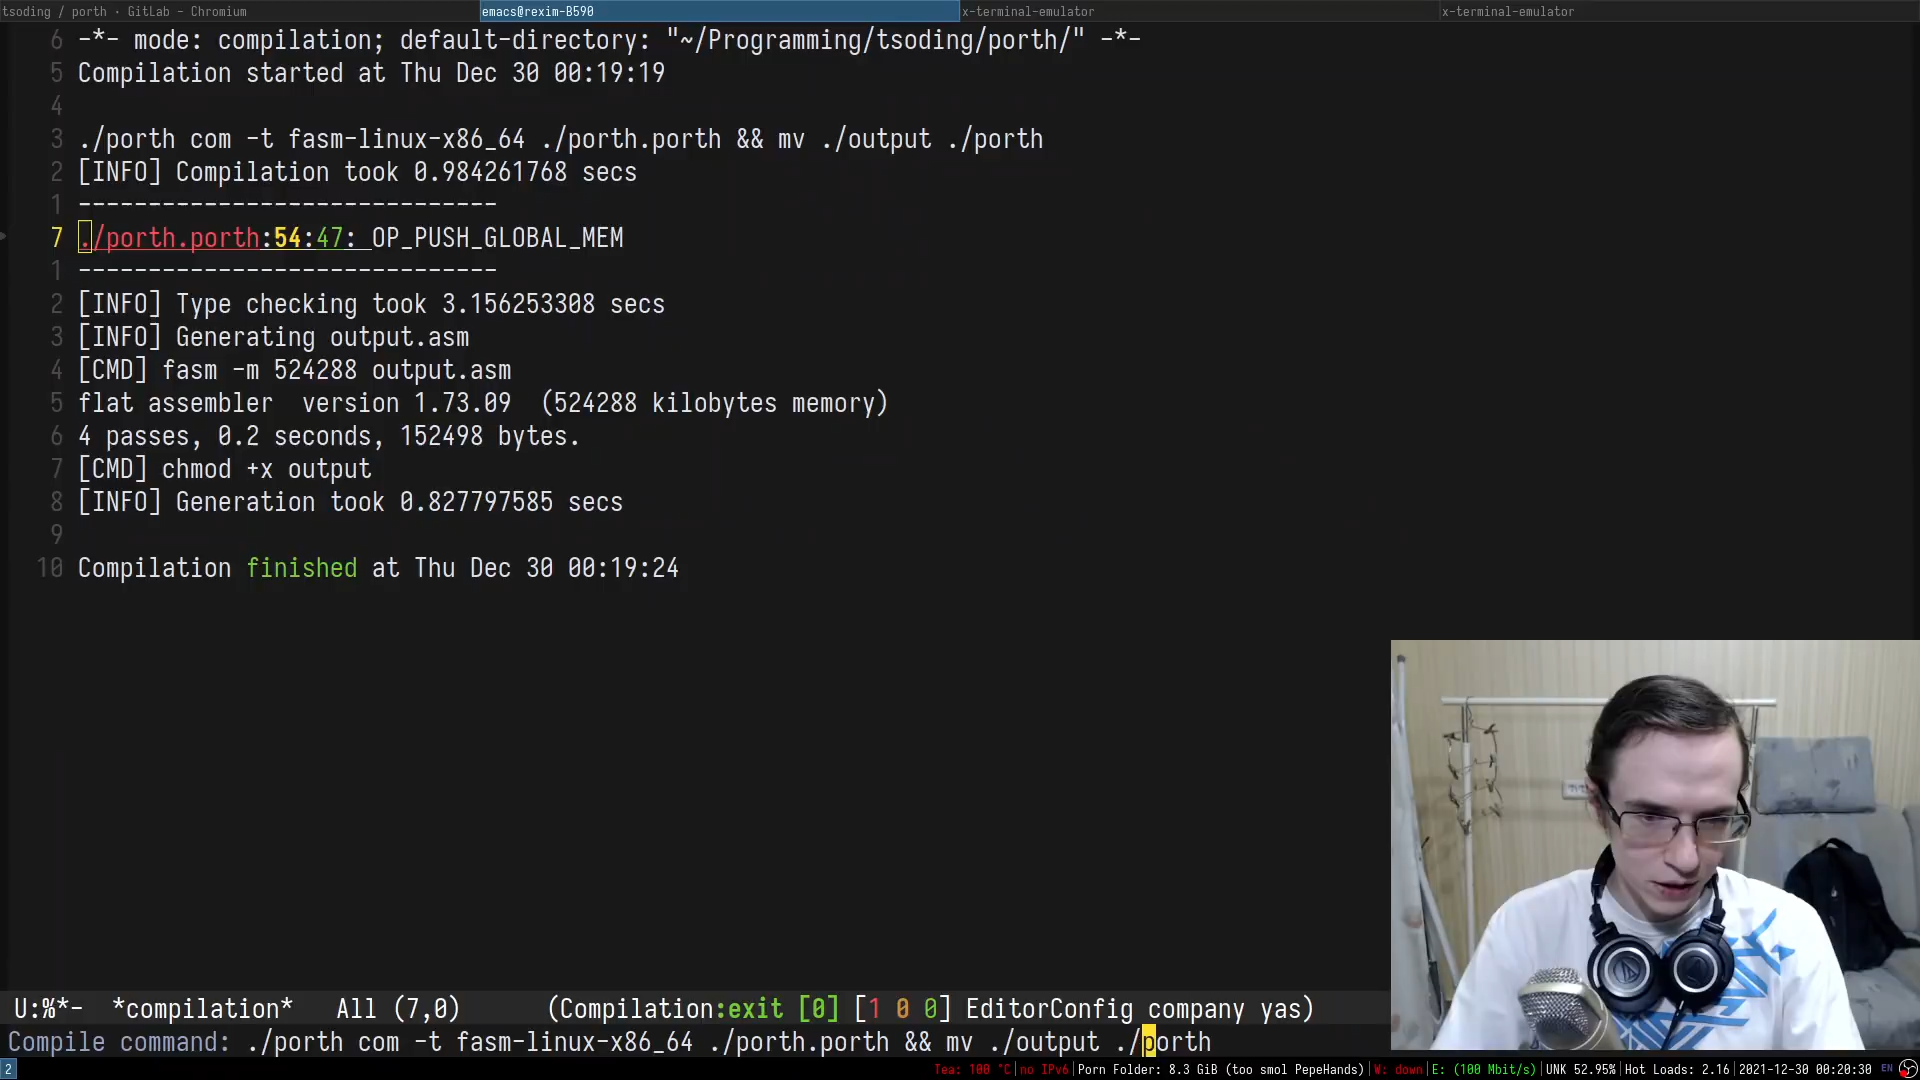 tsoding / porth · GitLab - Chromium
emacs@rexim-B590
x-terminal-emulator
x-terminal-emulator
6 -*- mode: compilation; default-directory: "~/Programming/tsoding/porth/" -*-
5 Compilation started at Thu Dec 30 00:19:19
4
3 ./porth com -t fasm-linux-x86_64 ./porth.porth && mv ./output ./porth
2 [INFO] Compilation took 0.984261768 secs
1 ------------------------------
7 ./porth.porth:54:47: OP_PUSH_GLOBAL_MEM
1 ------------------------------
2 [INFO] Type checking took 3.156253308 secs
3 [INFO] Generating output.asm
4 [CMD] fasm -m 524288 output.asm
5 flat assembler  version 1.73.09  (524288 kilobytes memory)
6 4 passes, 0.2 seconds, 152498 bytes.
7 [CMD] chmod +x output
8 [INFO] Generation took 0.827797585 secs
9
10 Compilation finished at Thu Dec 30 00:19:24
U:%*-  *compilation*   All (7,0)      (Compilation:exit [0] [1 0 0] EditorConfig company yas)
Compile command: ./porth com -t fasm-linux-x86_64 ./porth.porth && mv ./output ./porth
2
Tea: 100 °C|no IPv6|Porn Folder: 8.3 GiB (too smol PepeHands)|W: down|E: (100 Mbit/s)|UNK 52.95%|Hot Loads: 2.16|2021-12-30 00:20:30 EN